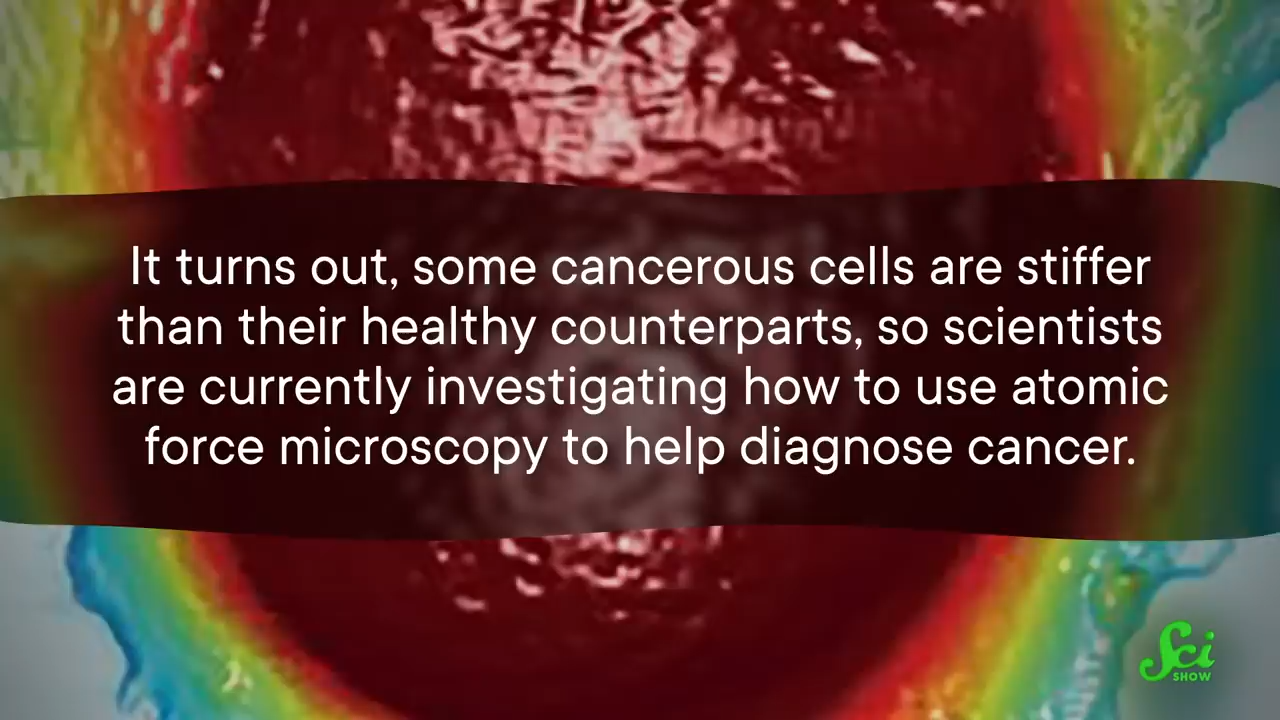 It turns out, some cancerous cells are stiffer
than their healthy counterparts, so scientists
are currently investigating how to use atomic
force microscopy to help diagnose cancer.
Sci
SHOW